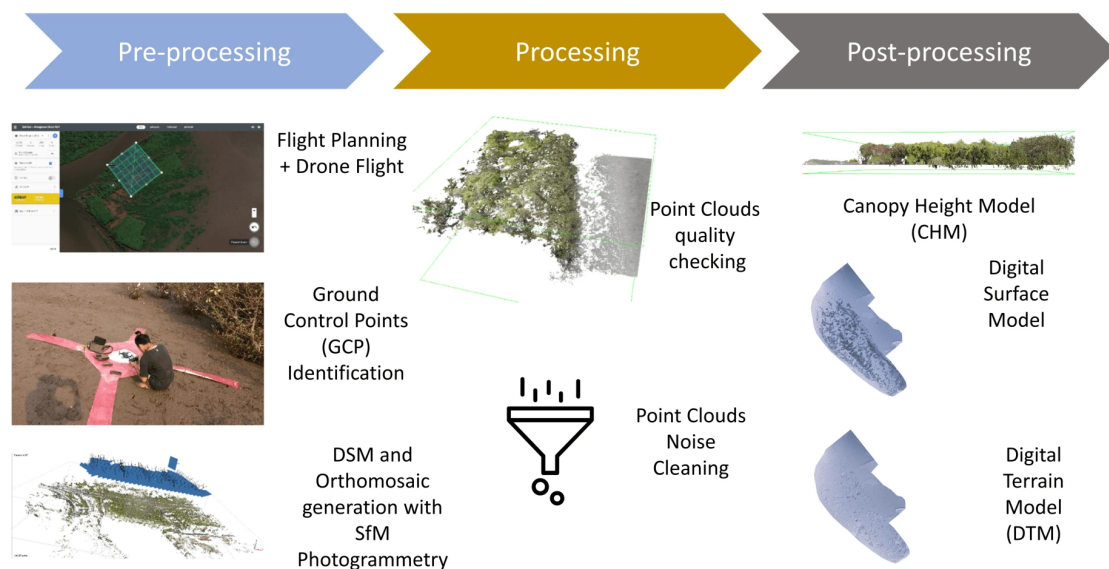 Pre-processing
Processing
Post-processing
Flight Planning
+ Drone Flight
Ground
Control Points
(GCP)
Identification
DSM and
Orthomosaic
generation with
SfM
Photogrammetry
Point Clouds
quality
checking
Point Clouds
Noise
Cleaning
Canopy Height Model
(CHM)
Digital
Surface
Model
Digital
Terrain
Model
(DTM)